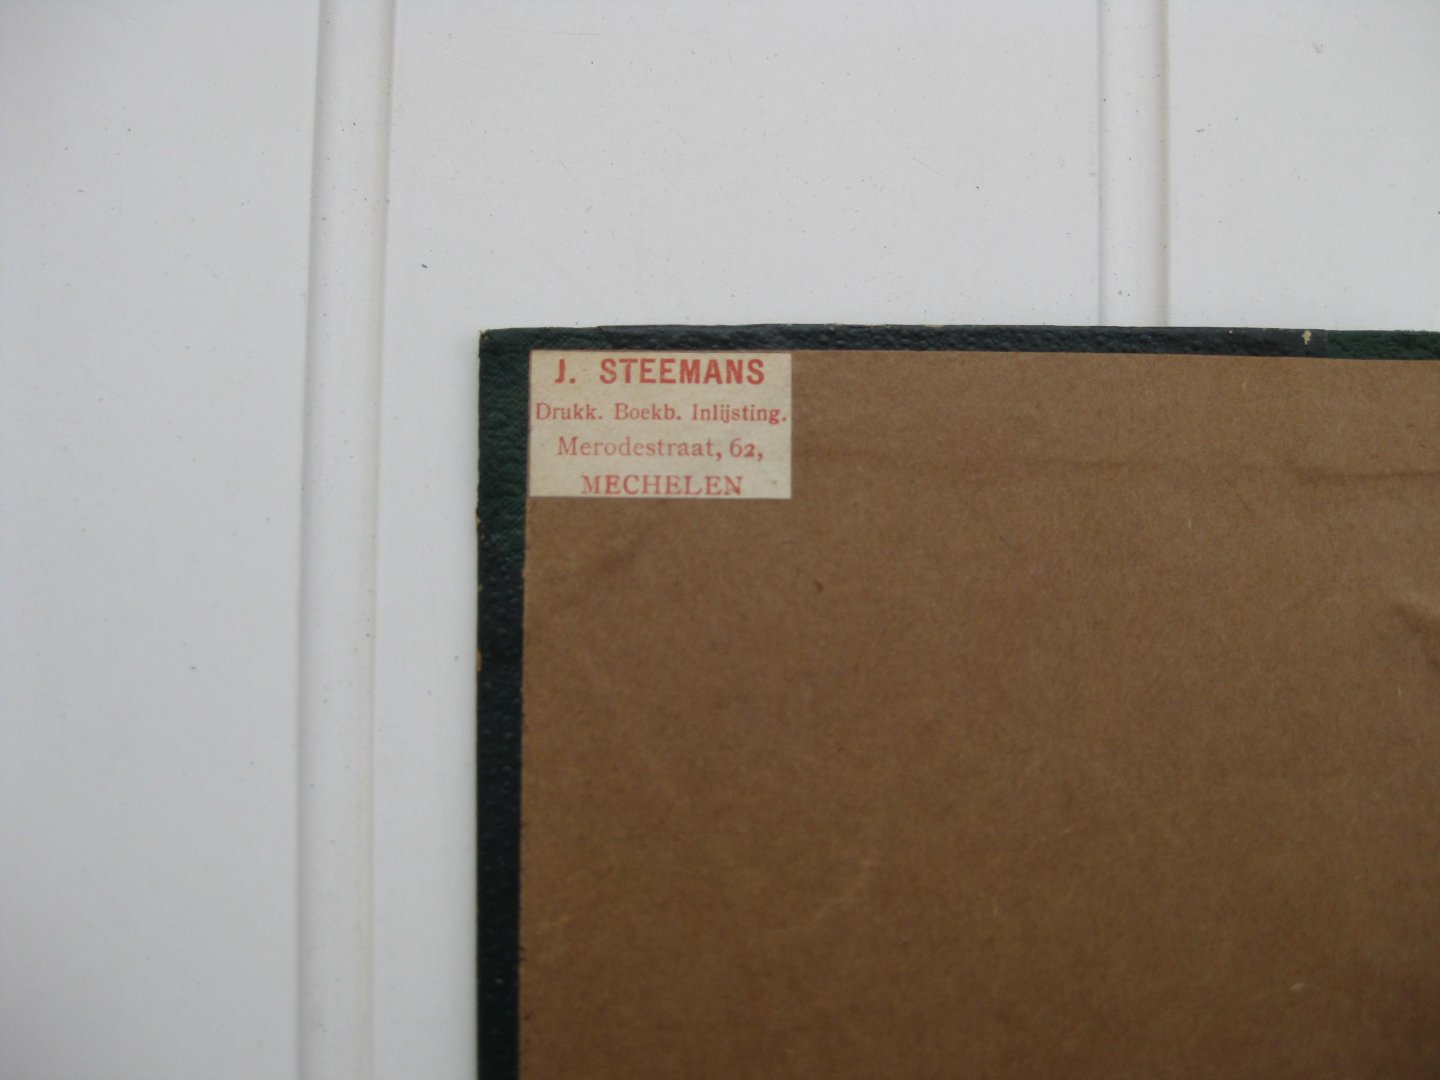 J. STEEMANS
Drukk. Boekb. Inlijsting.
Merodestraat, 62,
MECHELEN